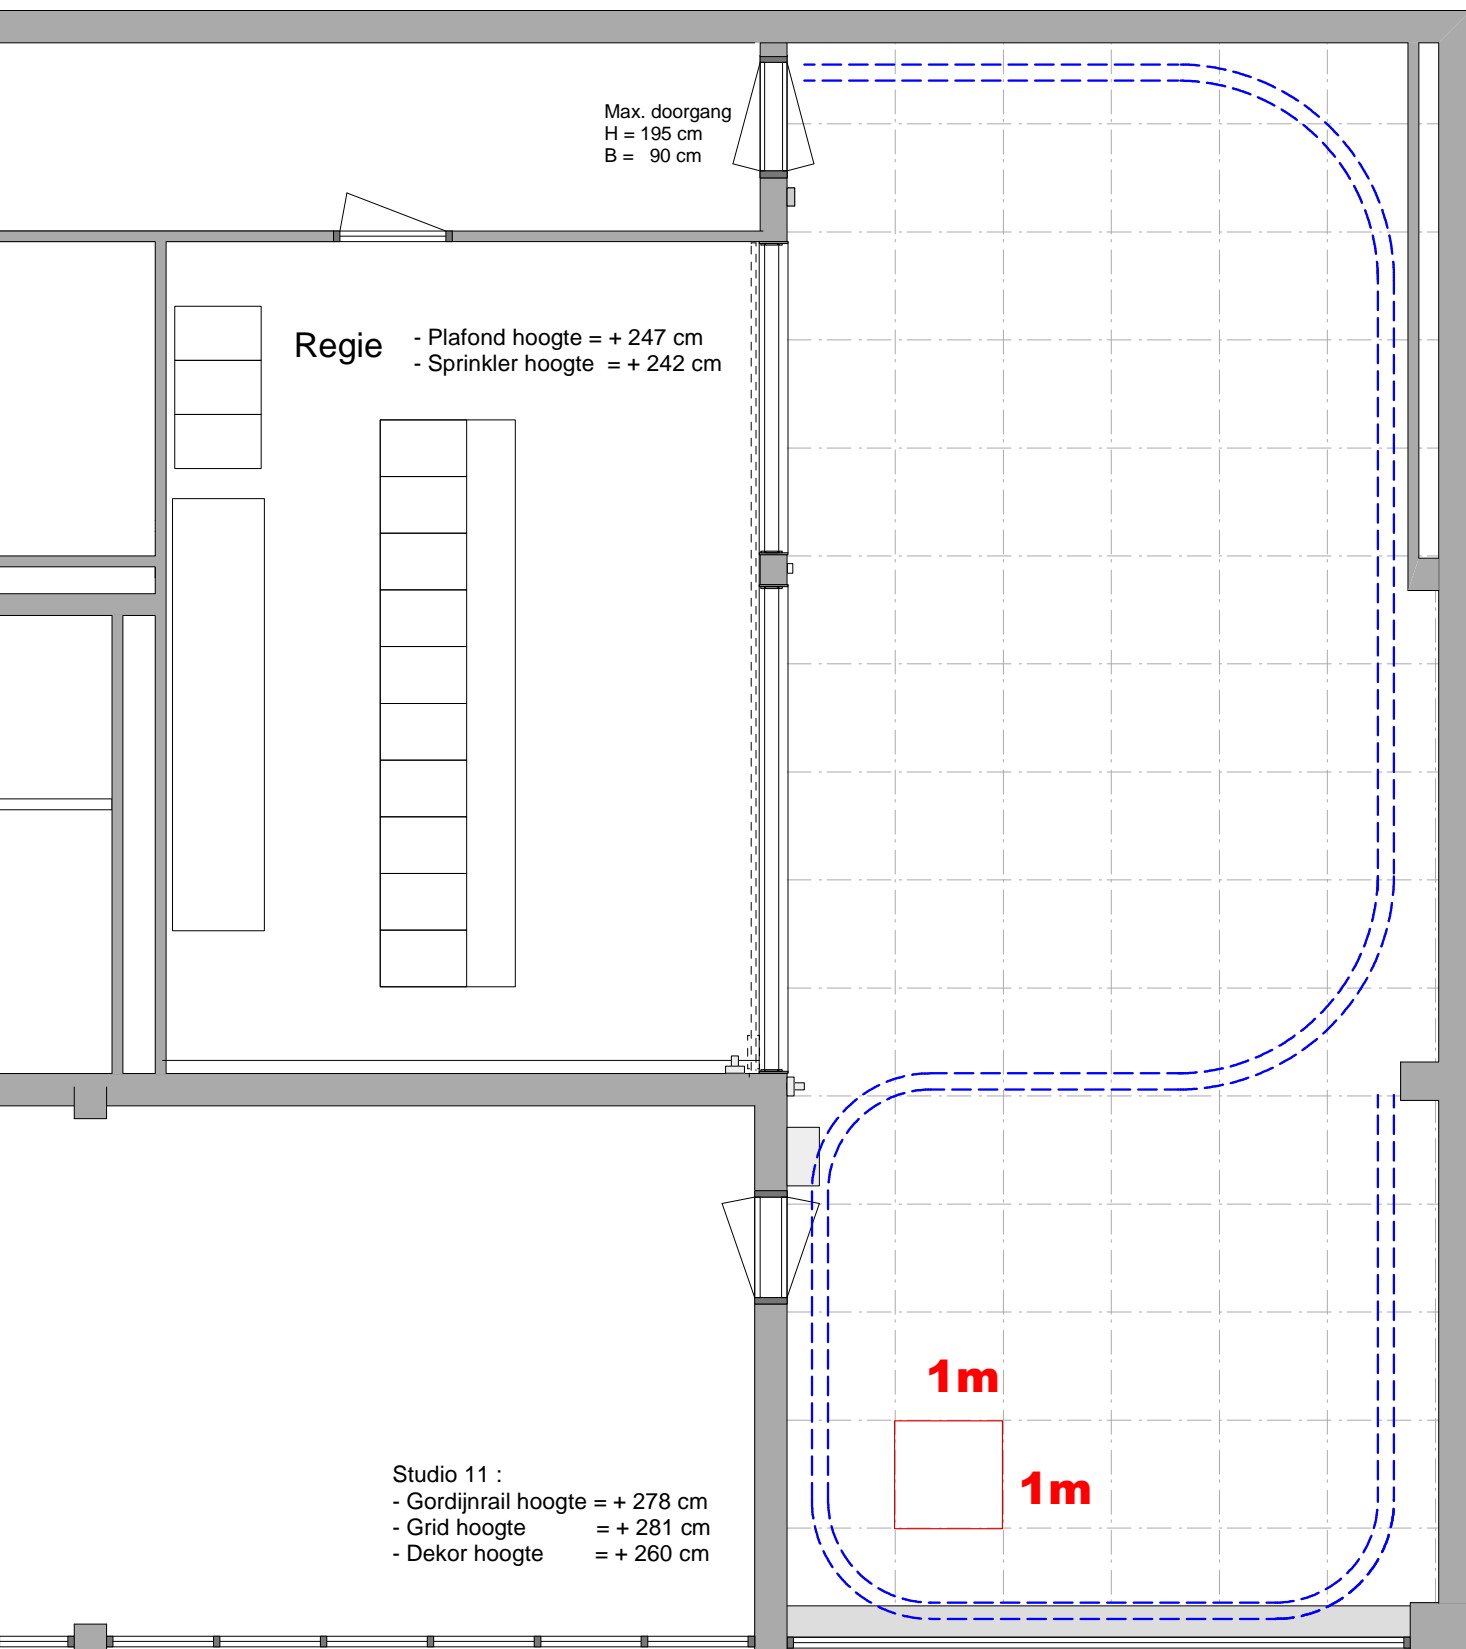 Max. doorgang
H = 195 cm
B = 90 cm
Regie
- Plafond hoogte = + 247 cm
- Sprinkler hoogte = + 242 cm
1m
1m
Studio 11 :
- Gordijnrail hoogte = + 278 cm
- Grid hoogte = + 281 cm
- Dekor hoogte = + 260 cm